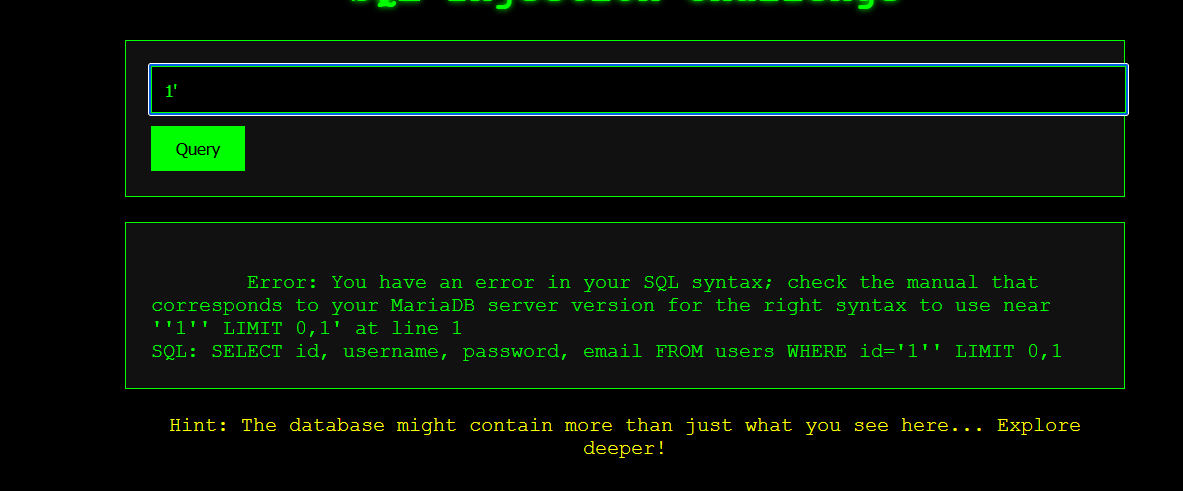 SQL Injection Challenge
1'
Query
Error: You have an error in your SQL syntax; check the manual that
corresponds to your MariaDB server version for the right syntax to use near
''1'' LIMIT 0,1' at line 1
SQL: SELECT id, username, password, email FROM users WHERE id='1'' LIMIT 0,1
Hint: The database might contain more than just what you see here... Explore
deeper!